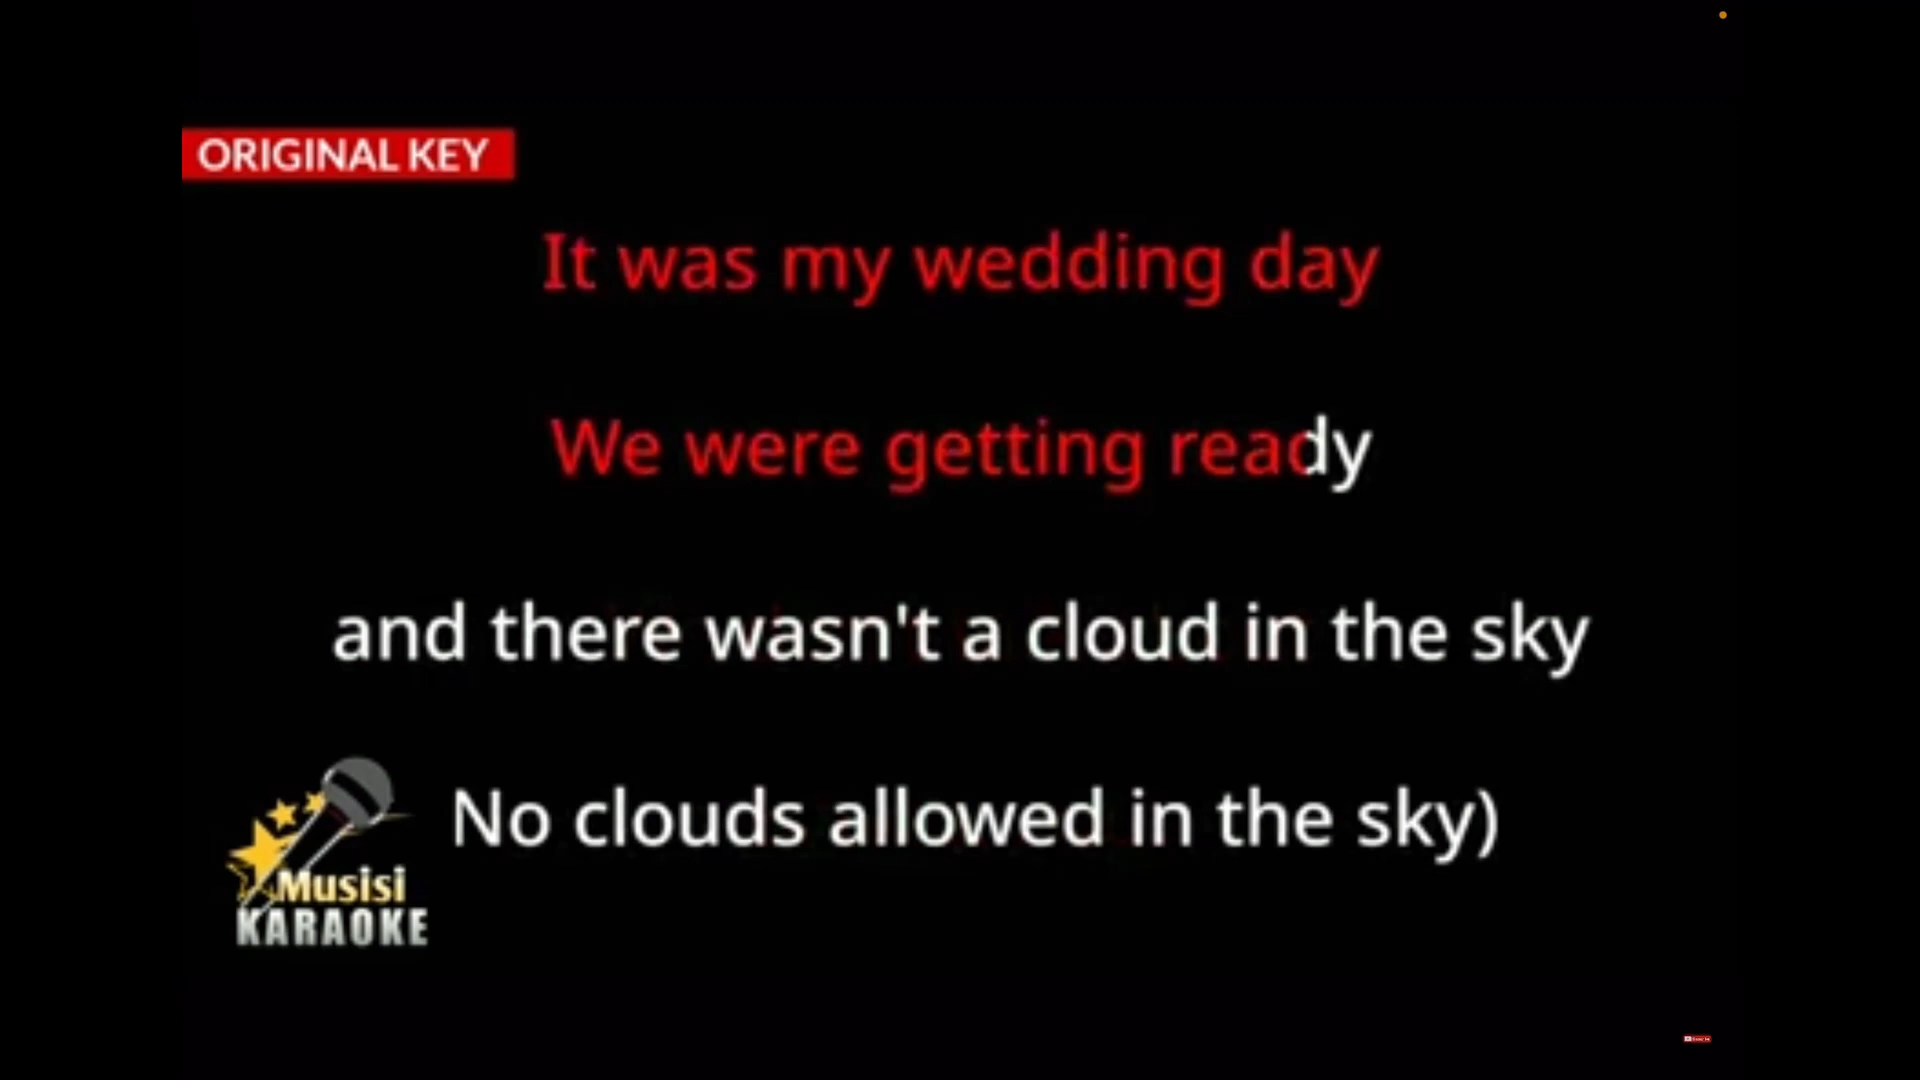 ORIGINAL KEY
It was my wedding day
We were getting ready
and there wasn't a cloud in the sky
No clouds allowed in the sky)
Musisi
KARAOKE